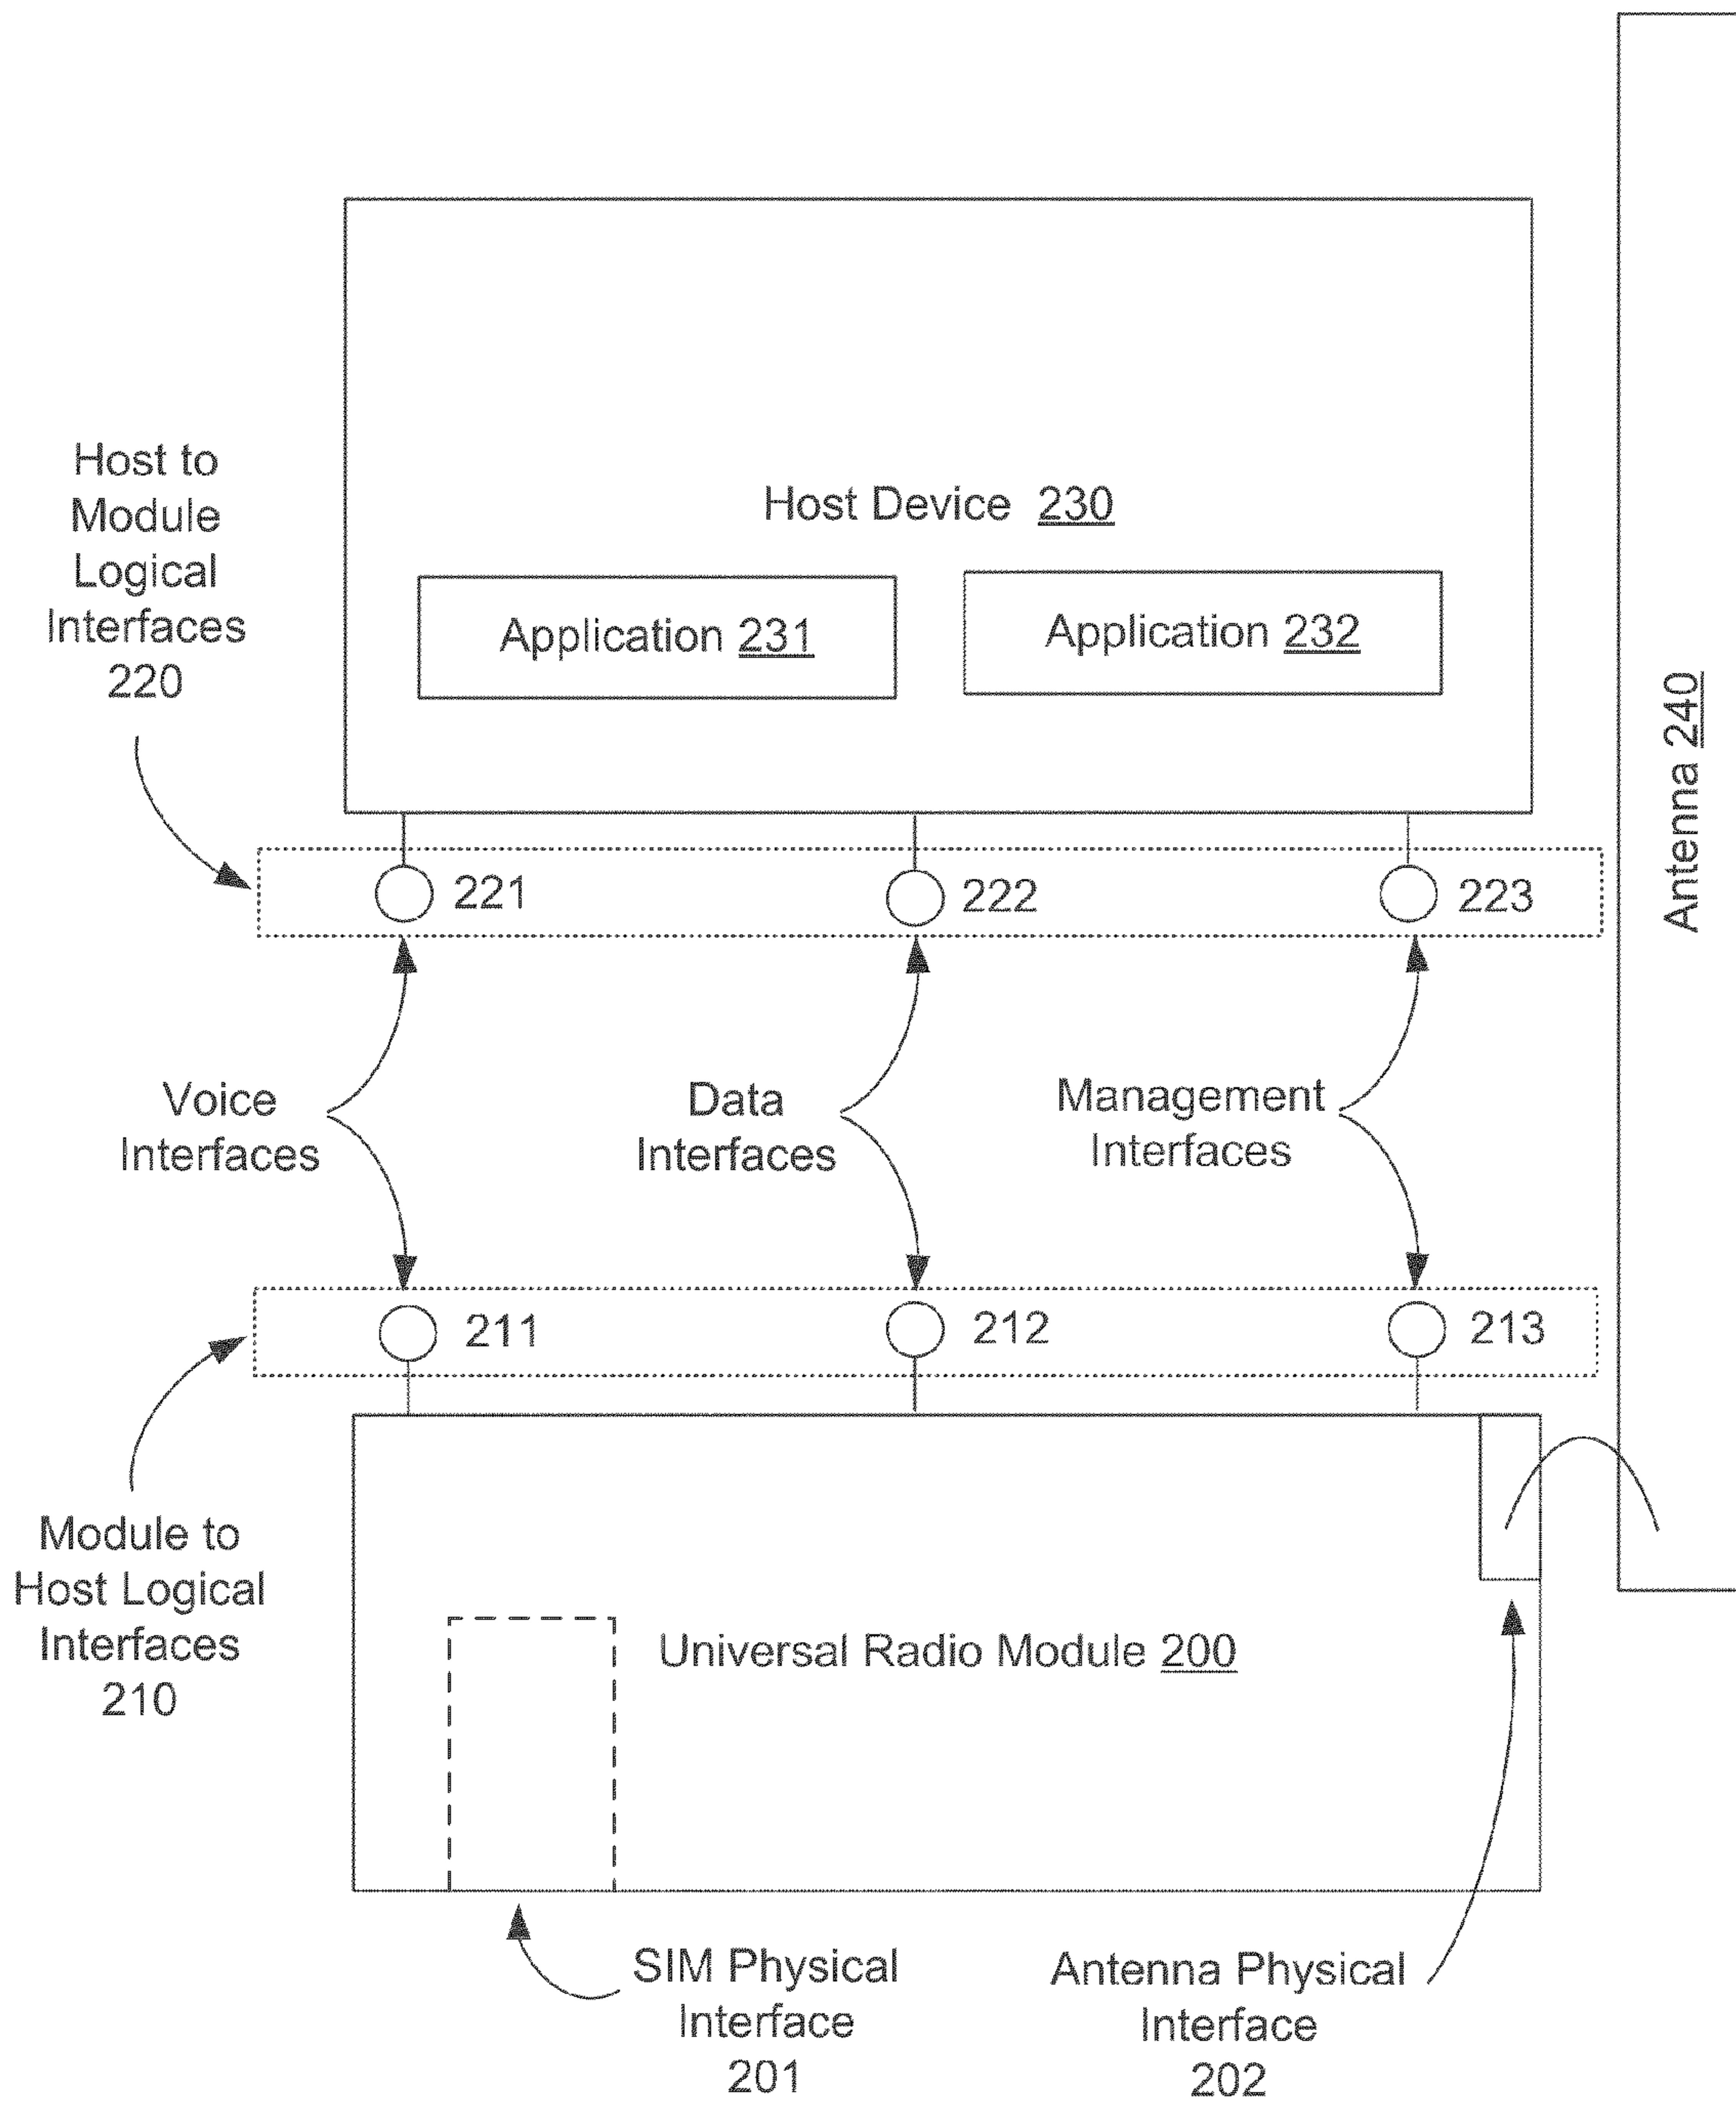 Host Device 230
Host to
Module
Logical
Interfaces
220
Application 231
Application 232
Antenna 240
221
222
223
Voice
Interfaces
Data
Interfaces
Management
Interfaces
211
212
213
Module to
Host Logical
Interfaces
210
Universal Radio Module 200
SIM Physical
Interface
201
Antenna Physical
Interface
202